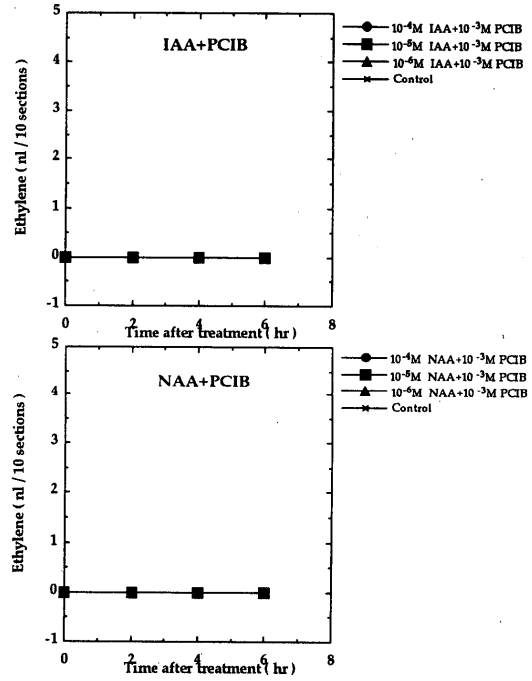 IAA+PCIB
10⁻⁴M IAA+10⁻³M PCIB
10⁻⁵M IAA+10⁻³M PCIB
10⁻⁶M IAA+10⁻³M PCIB
Control
Ethylene ( nl / 10 sections )
5
4
3
2
1
0
-1
0 2 4 6 8
Time after treatment ( hr )
NAA+PCIB
10⁻⁴M NAA+10⁻³M PCIB
10⁻⁵M NAA+10⁻³M PCIB
10⁻⁶M NAA+10⁻³M PCIB
Control
Ethylene ( nl / 10 sections )
5
4
3
2
1
0
-1
0 2 4 6 8
Time after treatment ( hr )